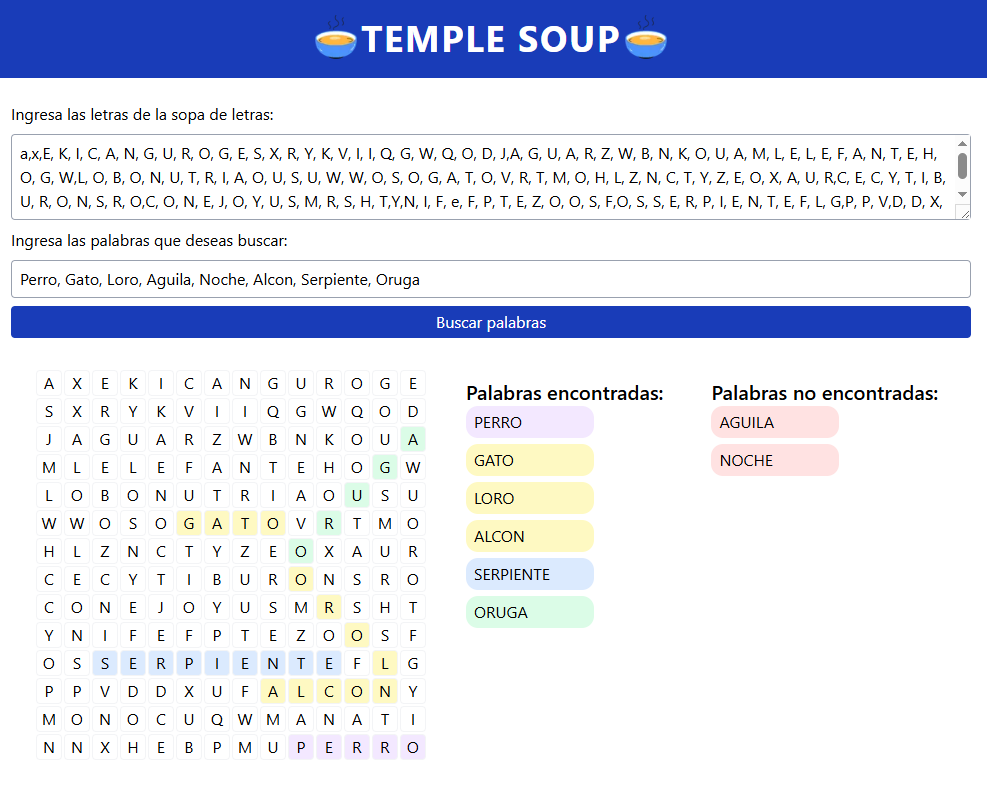 TEMPLE SOUP
Ingresa las letras de la sopa de letras:
a,x,E, K, I, C, A, N, G, U, R, O, G, E, S, X, R, Y, K, V, I, I, Q, G, W, Q, O, D, J,A, G, U, A, R, Z, W, B, N, K, O, U, A, M, L, E, L, E, F, A, N, T, E, H,
O, G, W,L, O, B, O, N, U, T, R, I, A, O, U, S, U, W, W, O, S, O, G, A, T, O, V, R, T, M, O, H, L, Z, N, C, T, Y, Z, E, O, X, A, U, R,C, E, C, Y, T, I, B,
U, R, O, N, S, R, O,C, O, N, E, J, O, Y, U, S, M, R, S, H, T,Y,N, I, F, e, F, P, T, E, Z, O, O, S, F,O, S, S, E, R, P, I, E, N, T, E, F, L, G,P, P, V,D, D, X,
Ingresa las palabras que deseas buscar:
Perro, Gato, Loro, Aguila, Noche, Alcon, Serpiente, Oruga
Buscar palabras
A X E K I C A N G U R O G E
S X R Y K V I I Q G W Q O D
J A G U A R Z W B N K O U A
M L E L E F A N T E H O G W
L O B O N U T R I A O U S U
W W O S O G A T O V R T M O
H L Z N C T Y Z E O X A U R
C E C Y T I B U R O N S R O
C O N E J O Y U S M R S H T
Y N I F E F P T E Z O O S F
O S S E R P I E N T E F L G
P P V D D X U F A L C O N Y
M O N O C U Q W M A N A T I
N N X H E B P M U P E R R O
Palabras encontradas:
PERRO
GATO
LORO
ALCON
SERPIENTE
ORUGA
Palabras no encontradas:
AGUILA
NOCHE